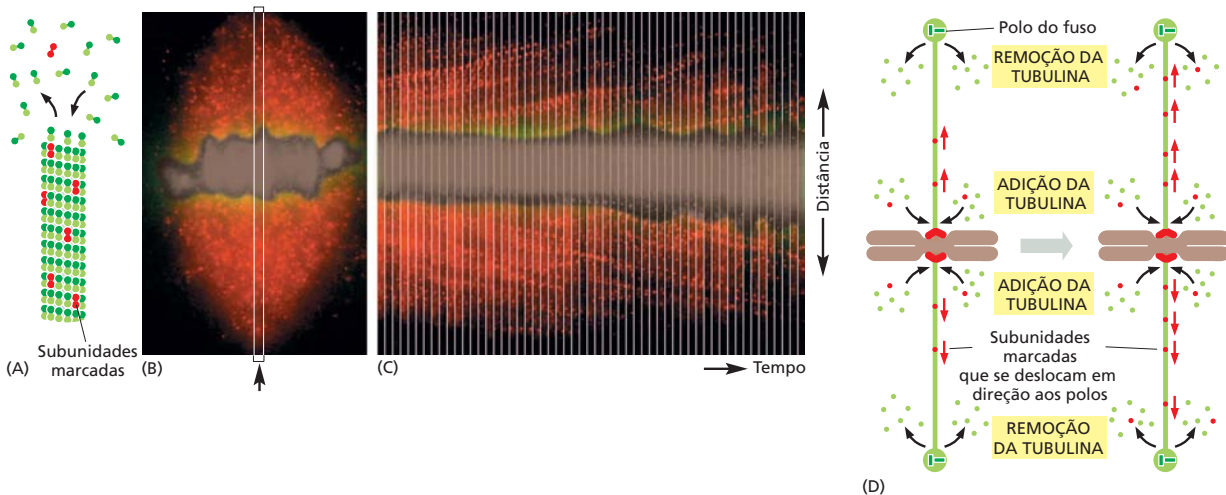 Subunidades
marcadas
(A)
(B)
(C)
Tempo
Distância
Polo do fuso
REMOÇÃO DA
TUBULINA
ADIÇÃO DA
TUBULINA
ADIÇÃO DA
TUBULINA
Subunidades
marcadas
que se deslocam em
direção aos polos
REMOÇÃO
DA TUBULINA
(D)